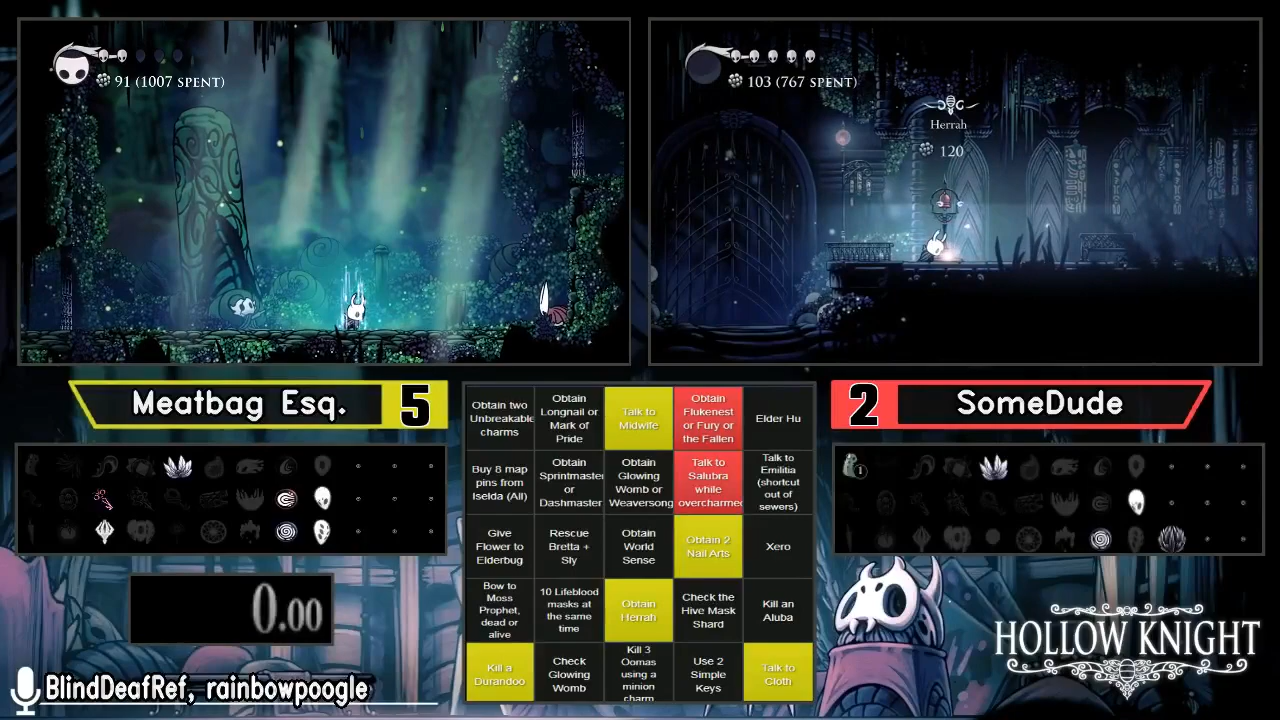 91 (1007 SPENT)
103 (767 SPENT)
Herrah
120
Meatbag Esq.
5
2
SomeDude
Obtain two
Unbreakable
charms
Obtain
Longnail or
Mark of
Pride
Talk to
Midwife
Obtain
Flukenest
or Fury or
the Fallen
Elder Hu
Buy 8 map
pins from
Iselda (All)
Obtain
Sprintmaster
or
Dashmaster
Obtain
Glowing
Womb or
Weaversong
Talk to
Salubra
while
overcharmed
Talk to
Emilitia
(shortcut
out of
sewers)
Give
Flower to
Elderbug
Rescue
Bretta +
Sly
Obtain
World
Sense
Obtain 2
Nail Arts
Xero
Bow to
Moss
Prophet,
dead or
alive
10 Lifeblood
masks at
the same
time
Obtain
Herrah
Check the
Hive Mask
Shard
Kill an
Aluba
Kill a
Durandoo
Check
Glowing
Womb
Kill 3
Oomas
using a
minion
charm
Use 2
Simple
Keys
Talk to
Cloth
1
0.00
BlindDeafRef, rainbowpoogle
HOLLOW KNIGHT